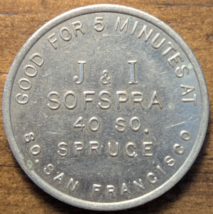 GOOD FOR 5 MINUTES AT
J & I
SOFSPRA
40 SO.
SPRUCE
SO. SAN FRANCISCO